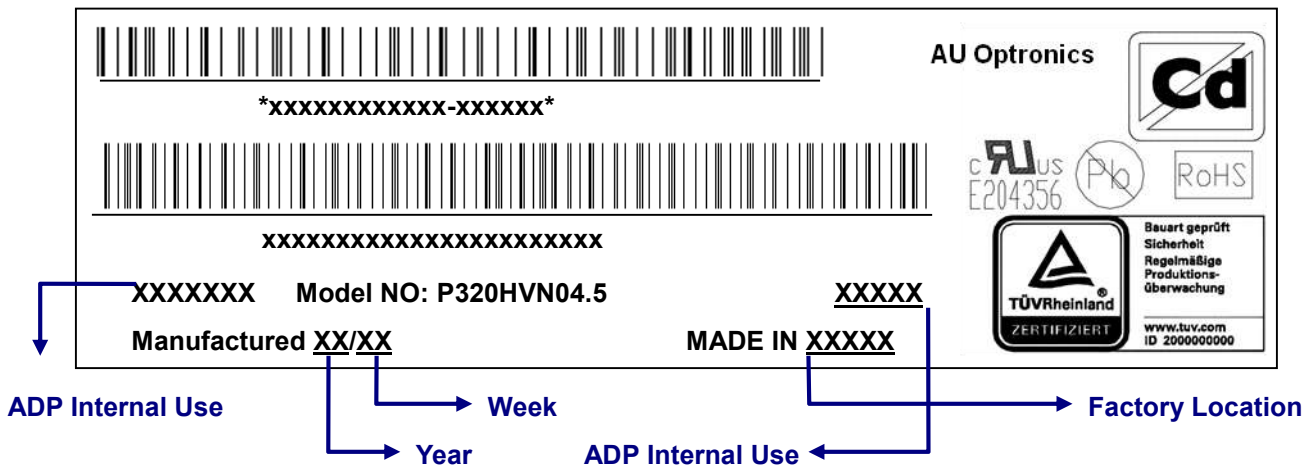 AU Optronics
Cd
*xxxxxxxxxxxx-xxxxxx*
c RU US
E204356
Pb
RoHS
xxxxxxxxxxxxxxxxxxxxxxx
TÜVRheinland®
ZERTIFIZIERT
Bauart geprüft
Sicherheit
Regelmäßige
Produktions-
überwachung
www.tuv.com
ID 2000000000
XXXXXXX Model NO: P320HVN04.5 XXXXX
Manufactured XX/XX MADE IN XXXXX
ADP Internal Use
Week
Factory Location
Year
ADP Internal Use